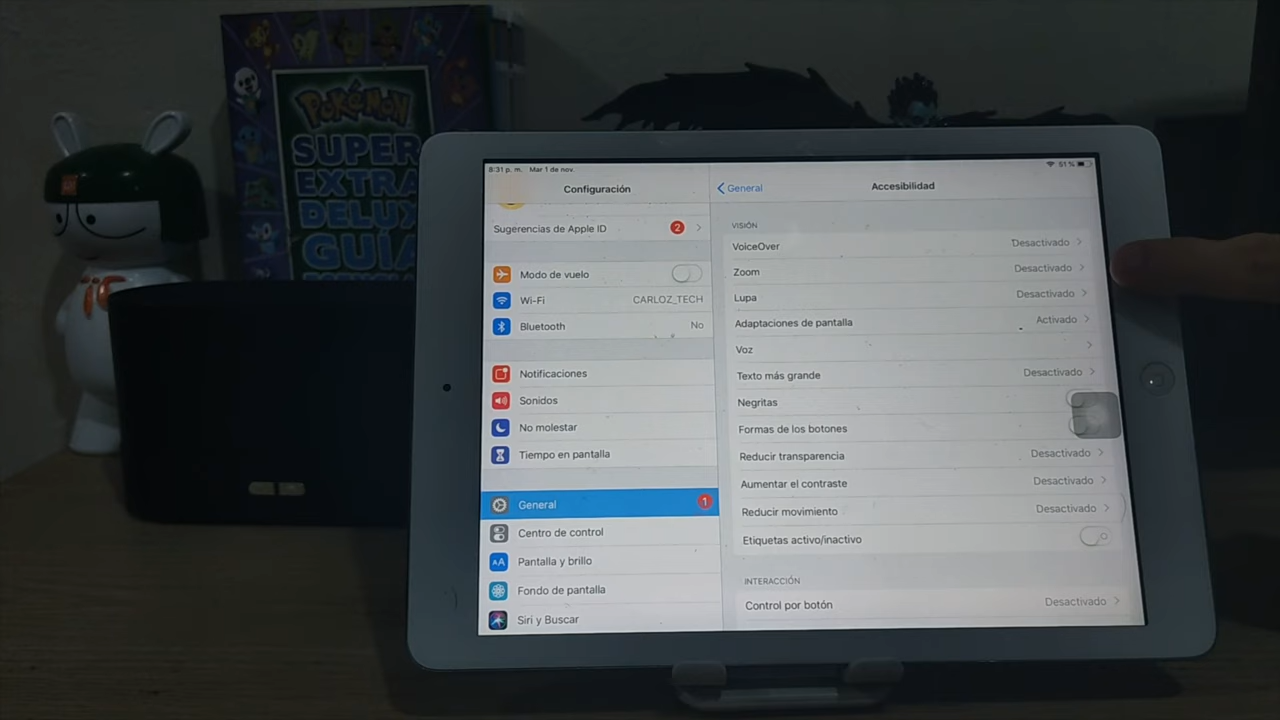 POKéMON
SUPER
EXTRA
DELUX
GUÍA
8:31 p. m. Mar 1 de nov.
51 %
Configuración
Sugerencias de Apple ID 2
Modo de vuelo
Wi-Fi CARLOZ_TECH
Bluetooth No
Notificaciones
Sonidos
No molestar
Tiempo en pantalla
General 1
Centro de control
AA Pantalla y brillo
Fondo de pantalla
Siri y Buscar
General
Accesibilidad
VISIÓN
VoiceOver Desactivado
Zoom Desactivado
Lupa Desactivado
Adaptaciones de pantalla Activado
Voz
Texto más grande Desactivado
Negritas
Formas de los botones
Reducir transparencia Desactivado
Aumentar el contraste Desactivado
Reducir movimiento Desactivado
Etiquetas activo/inactivo
INTERACCIÓN
Control por botón Desactivado